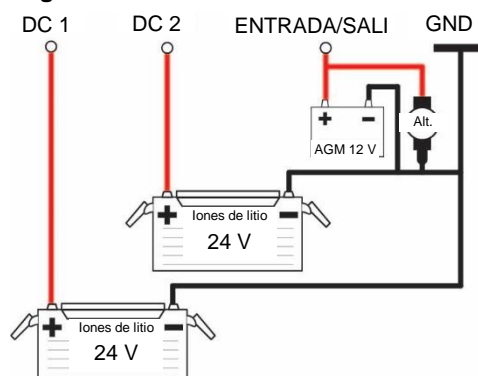 DC 1 DC 2 ENTRADA/SALI GND
+ - Alt.
AGM 12 V
+ Iones de litio -
24 V
+ Iones de litio -
24 V